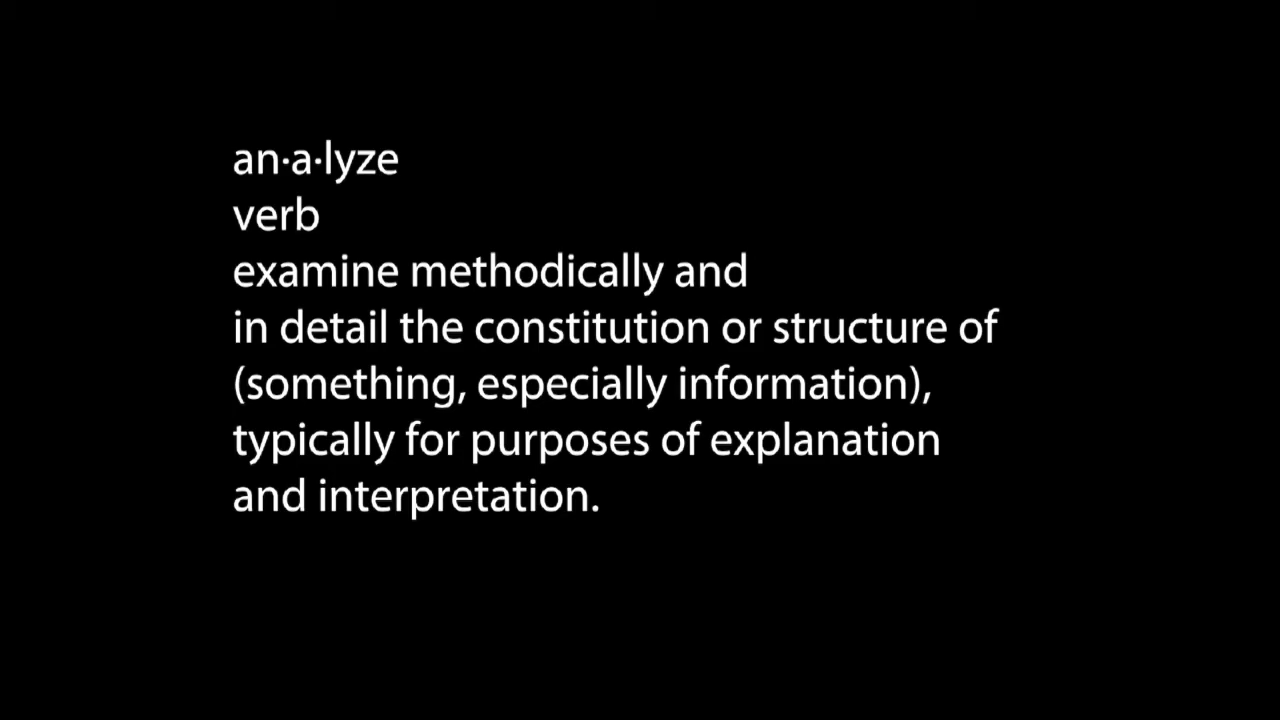 an·a·lyze
verb
examine methodically and
in detail the constitution or structure of
(something, especially information),
typically for purposes of explanation
and interpretation.